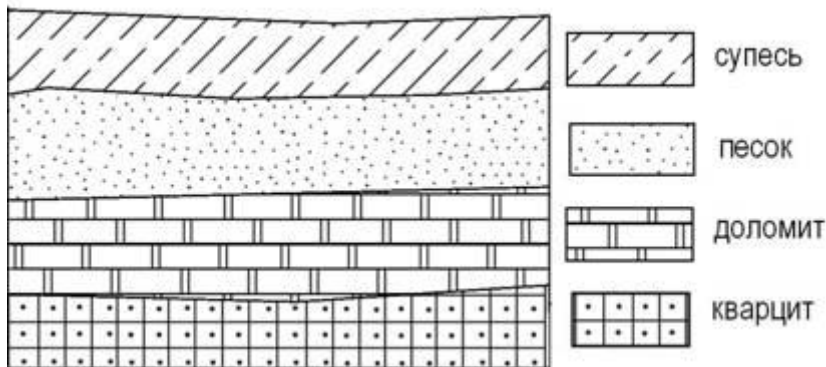 супесь
песок
доломит
кварцит